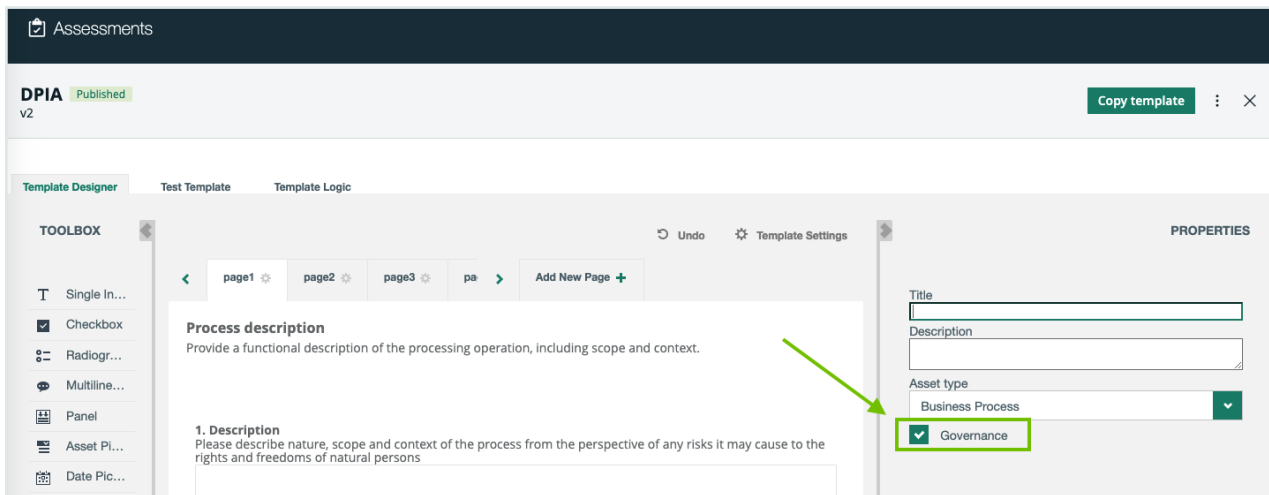 Assessments
DPIA Published
v2
Copy template
Template Designer Test Template Template Logic
TOOLBOX
Undo Template Settings
PROPERTIES
page1 page2 page3 pa Add New Page
Single In...
Checkbox
Radiogr...
Multiline...
Panel
Asset Pi...
Date Pic...
Process description
Provide a functional description of the processing operation, including scope and context.
1. Description
Please describe nature, scope and context of the process from the perspective of any risks it may cause to the
rights and freedoms of natural persons
Title
Description
Asset type
Business Process
Governance